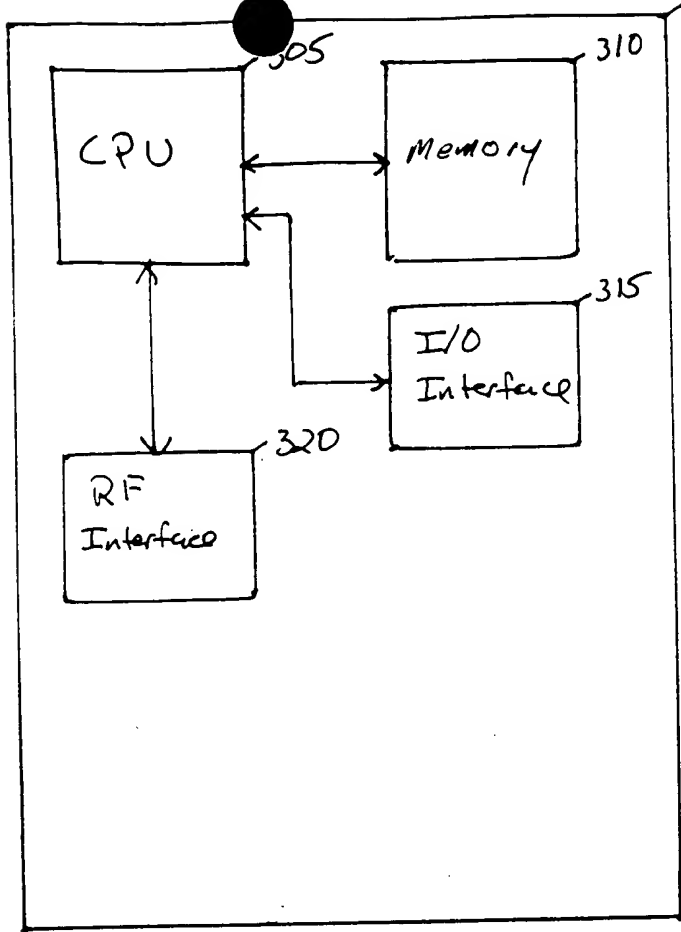 305
310
CPU
Memory
315
I/O
Interface
320
RF
Interface